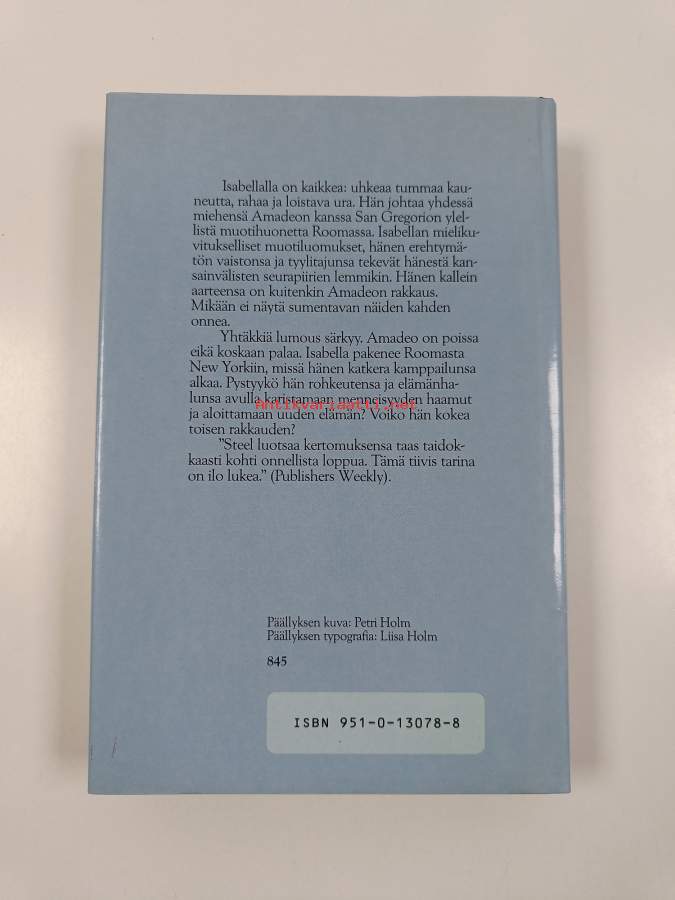 Isabellalla on kaikkea: uhkeaa tummaa kau-
neutta, rahaa ja loistava ura. Hän johtaa yhdessä
miehensä Amadeon kanssa San Gregorion ylel-
listä muotihuonetta Roomassa. Isabellan mieliku-
vitukselliset muotiluomukset, hänen erehtymä-
tön vaistonsa ja tyylitajunsa tekevät hänestä kan-
sainvälisten seurapiirien lemmikin. Hänen kallein
aarteensa on kuitenkin Amadeon rakkaus.
Mikään ei näytä sumentavan näiden kahden
onnea.
Yhtäkkiä lumous särkyy. Amadeo on poissa
eikä koskaan palaa. Isabella pakenee Roomasta
New Yorkiin, missä hänen katkera kamppailunsa
alkaa. Pystyykö hän rohkeutensa ja elämänha-
lunsa avulla karistamaan menneisyyden haamut
Antikvariaatti.net
ja aloittamaan uuden elämän? Voiko hän kokea
toisen rakkauden?
"Steel luotsaa kertomuksensa taas taidok-
kaasti kohti onnellista loppua. Tämä tiivis tarina
on ilo lukea." (Publishers Weekly).
Päällyksen kuva: Petri Holm
Päällyksen typografia: Liisa Holm
845
ISBN 951-0-13078-8